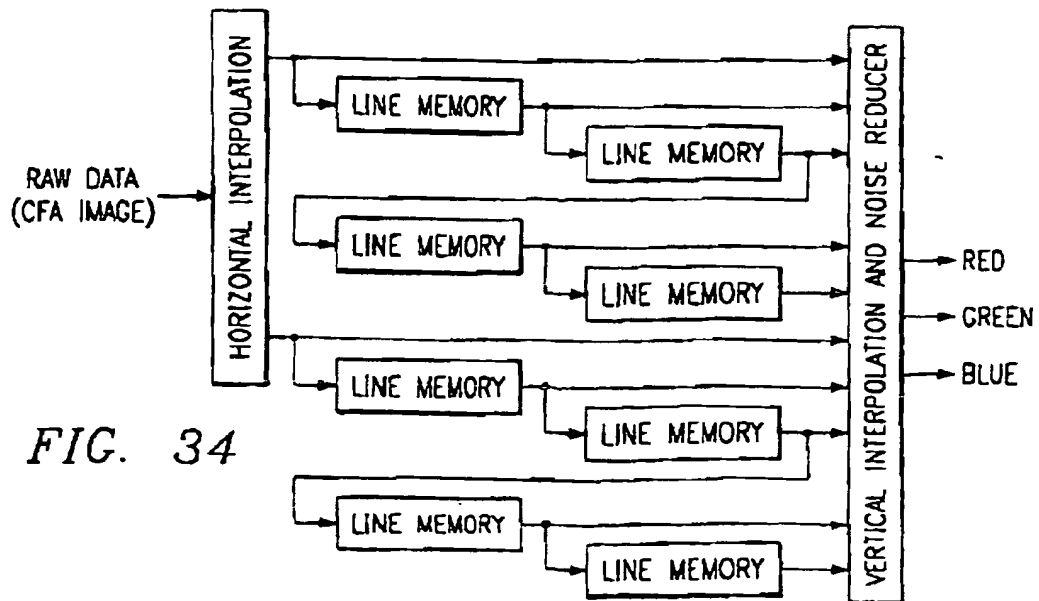 RAW DATA
(CFA IMAGE)
HORIZONTAL INTERPOLATION
LINE MEMORY
LINE MEMORY
LINE MEMORY
LINE MEMORY
LINE MEMORY
LINE MEMORY
LINE MEMORY
LINE MEMORY
VERTICAL INTERPOLATION AND NOISE REDUCER
RED
GREEN
BLUE
FIG. 34